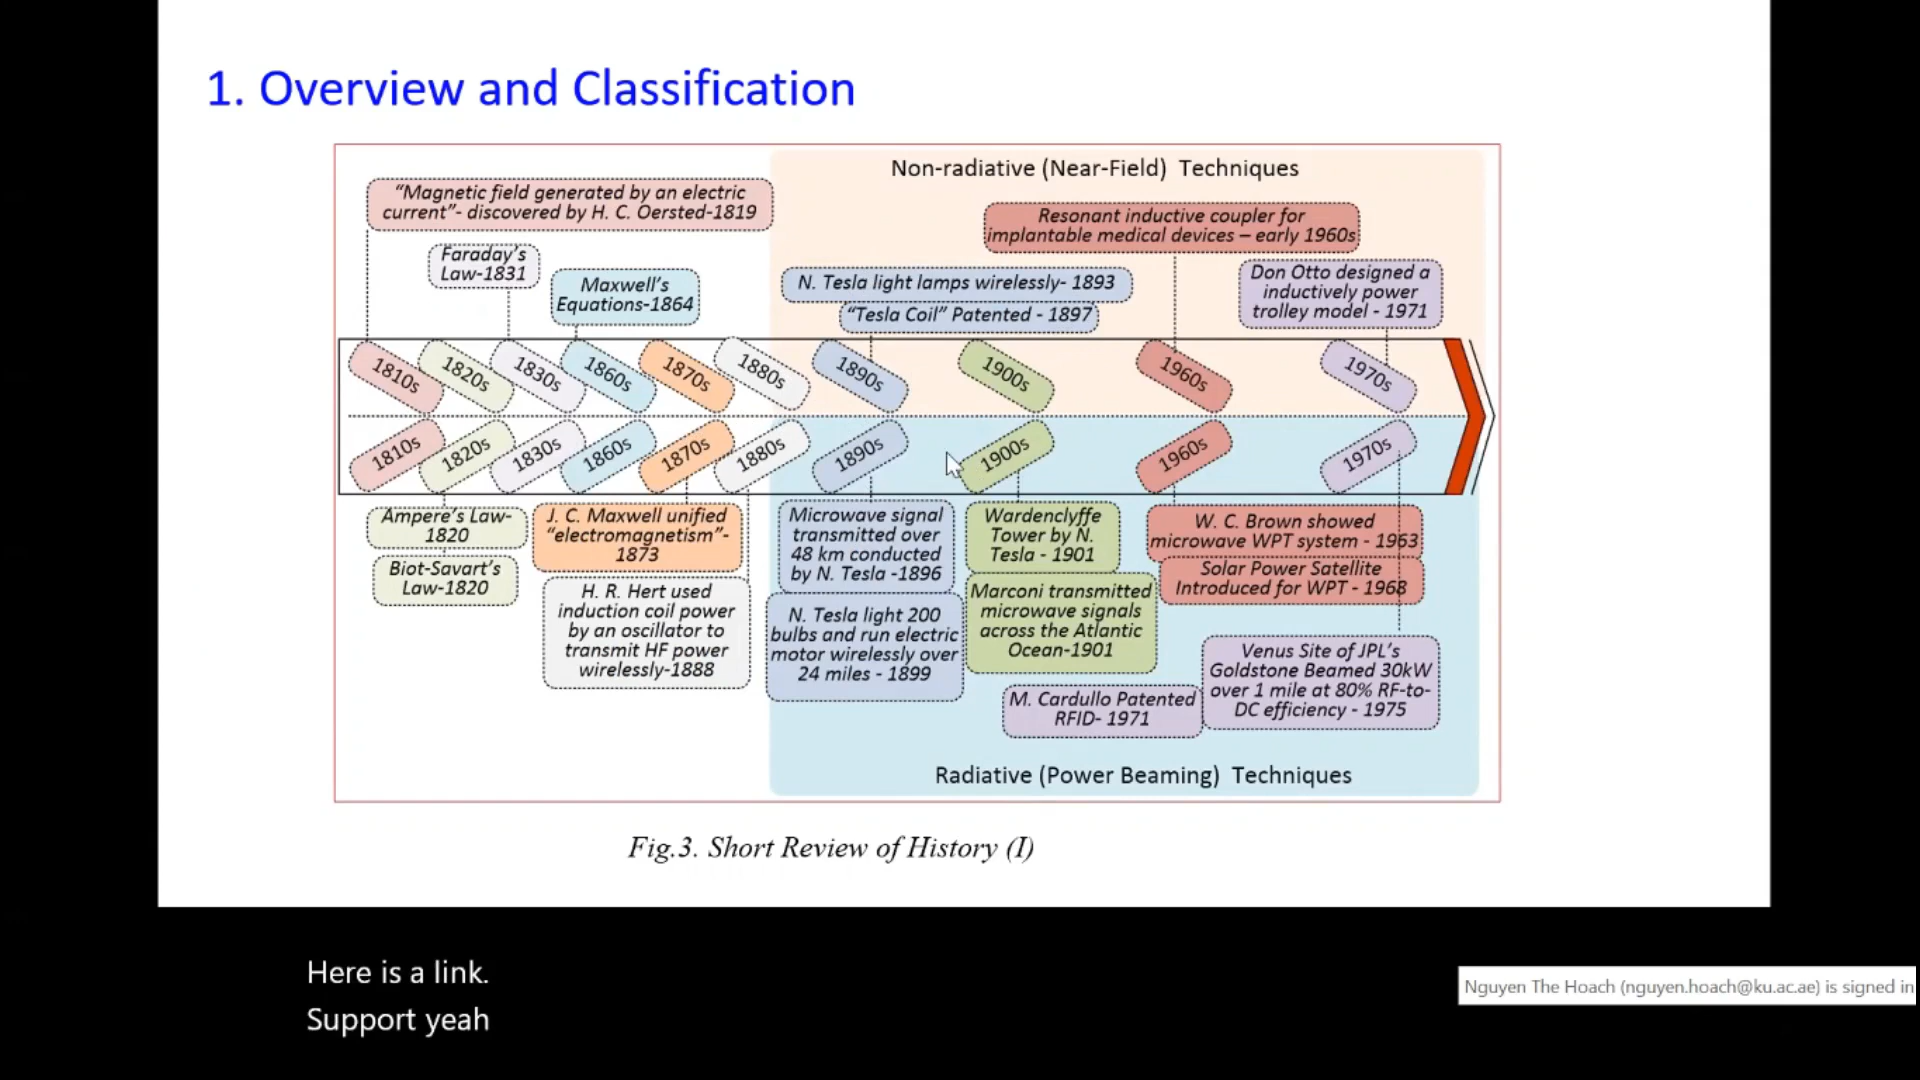 1. Overview and Classification
Non-radiative (Near-Field) Techniques
“Magnetic field generated by an electric
current”- discovered by H. C. Oersted-1819
Faraday’s
Law-1831
Maxwell’s
Equations-1864
N. Tesla light lamps wirelessly- 1893
“Tesla Coil” Patented - 1897
Resonant inductive coupler for
implantable medical devices – early 1960s
Don Otto designed a
inductively power
trolley model - 1971
1810s
1820s
1830s
1860s
1870s
1880s
1890s
1900s
1960s
1970s
1810s
1820s
1830s
1860s
1870s
1880s
1890s
1900s
1960s
1970s
Ampere’s Law-
1820
Biot-Savart’s
Law-1820
J. C. Maxwell unified
“electromagnetism”-
1873
H. R. Hert used
induction coil power
by an oscillator to
transmit HF power
wirelessly-1888
Microwave signal
transmitted over
48 km conducted
by N. Tesla -1896
N. Tesla light 200
bulbs and run electric
motor wirelessly over
24 miles - 1899
Wardenclyffe
Tower by N.
Tesla - 1901
Marconi transmitted
microwave signals
across the Atlantic
Ocean-1901
M. Cardullo Patented
RFID- 1971
W. C. Brown showed
microwave WPT system - 1963
Solar Power Satellite
Introduced for WPT - 1968
Venus Site of JPL’s
Goldstone Beamed 30kW
over 1 mile at 80% RF-to-
DC efficiency - 1975
Radiative (Power Beaming) Techniques
Fig.3. Short Review of History (I)
Here is a link.
Support yeah
Nguyen The Hoach (nguyen.hoach@ku.ac.ae) is signed in